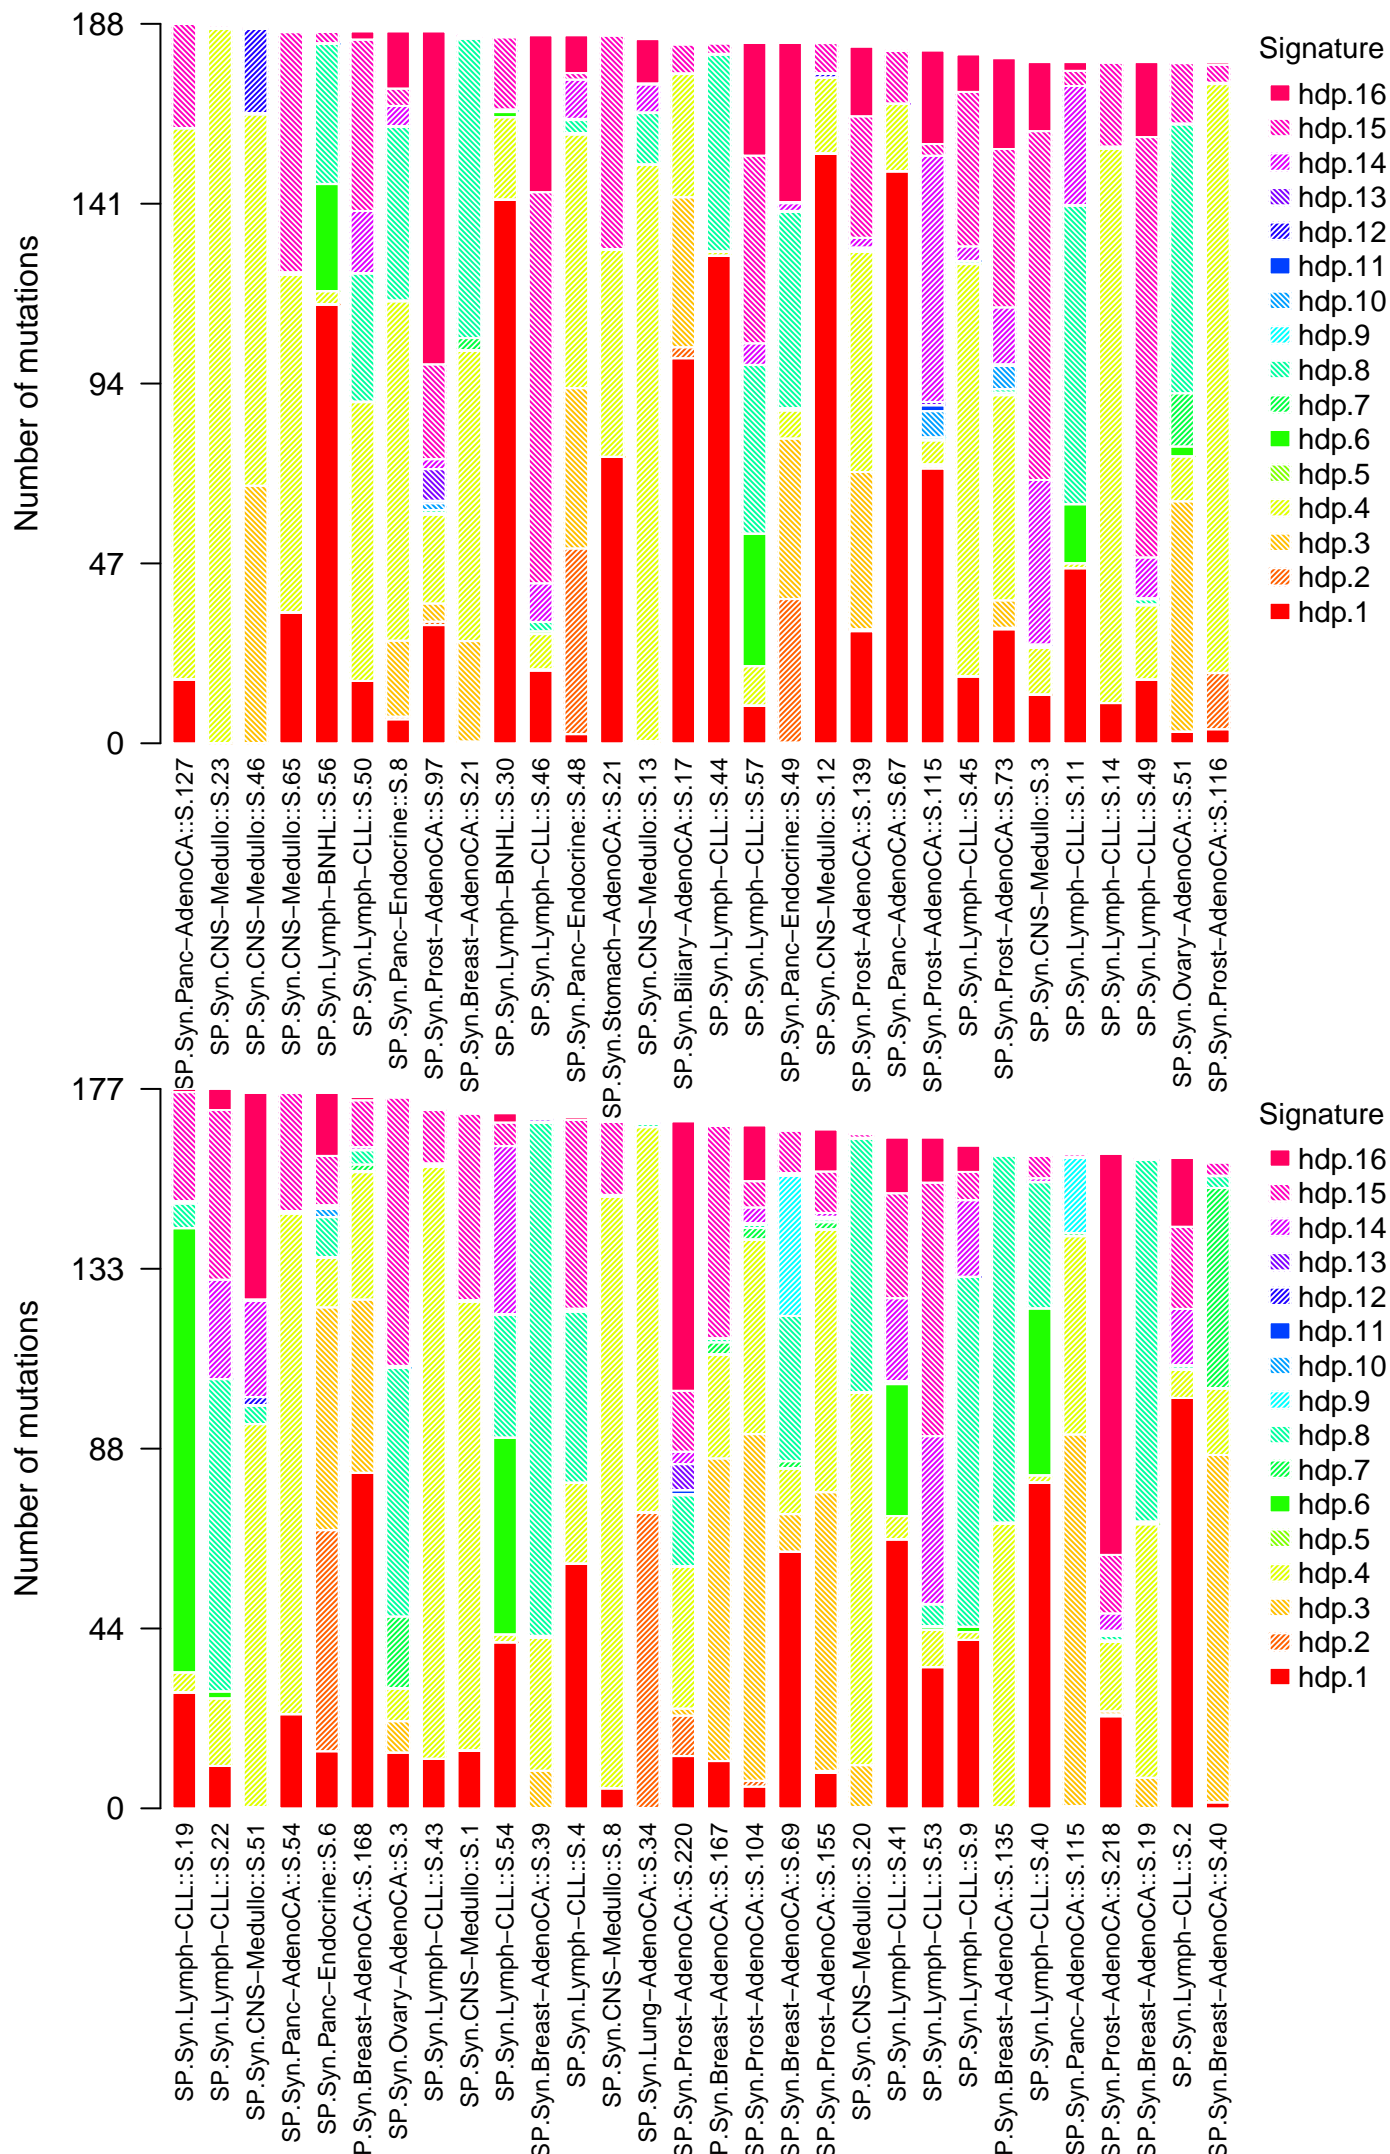 Number of mutations
188
141
94
47
0
Signature
hdp.16
hdp.15
hdp.14
hdp.13
hdp.12
hdp.11
hdp.10
hdp.9
hdp.8
hdp.7
hdp.6
hdp.5
hdp.4
hdp.3
hdp.2
hdp.1
SP.Syn.Panc−AdenoCA::S.127
SP.Syn.CNS−Medullo::S.23
SP.Syn.CNS−Medullo::S.46
SP.Syn.CNS−Medullo::S.65
SP.Syn.Lymph−BNHL::S.56
SP.Syn.Lymph−CLL::S.50
SP.Syn.Panc−Endocrine::S.8
SP.Syn.Prost−AdenoCA::S.97
SP.Syn.Breast−AdenoCA::S.21
SP.Syn.Lymph−BNHL::S.30
SP.Syn.Lymph−CLL::S.46
SP.Syn.Panc−Endocrine::S.48
SP.Syn.Stomach−AdenoCA::S.21
SP.Syn.CNS−Medullo::S.13
SP.Syn.Biliary−AdenoCA::S.17
SP.Syn.Lymph−CLL::S.44
SP.Syn.Lymph−CLL::S.57
SP.Syn.Panc−Endocrine::S.49
SP.Syn.CNS−Medullo::S.12
SP.Syn.Prost−AdenoCA::S.139
SP.Syn.Panc−AdenoCA::S.67
SP.Syn.Prost−AdenoCA::S.115
SP.Syn.Lymph−CLL::S.45
SP.Syn.Prost−AdenoCA::S.73
SP.Syn.CNS−Medullo::S.3
SP.Syn.Lymph−CLL::S.11
SP.Syn.Lymph−CLL::S.14
SP.Syn.Lymph−CLL::S.49
SP.Syn.Ovary−AdenoCA::S.51
SP.Syn.Prost−AdenoCA::S.116
Number of mutations
177
133
88
44
0
Signature
hdp.16
hdp.15
hdp.14
hdp.13
hdp.12
hdp.11
hdp.10
hdp.9
hdp.8
hdp.7
hdp.6
hdp.5
hdp.4
hdp.3
hdp.2
hdp.1
SP.Syn.Lymph−CLL::S.19
SP.Syn.Lymph−CLL::S.22
SP.Syn.CNS−Medullo::S.51
SP.Syn.Panc−AdenoCA::S.54
SP.Syn.Panc−Endocrine::S.6
P.Syn.Breast−AdenoCA::S.168
SP.Syn.Ovary−AdenoCA::S.3
SP.Syn.Lymph−CLL::S.43
SP.Syn.CNS−Medullo::S.1
SP.Syn.Lymph−CLL::S.54
SP.Syn.Breast−AdenoCA::S.39
SP.Syn.Lymph−CLL::S.4
SP.Syn.CNS−Medullo::S.8
SP.Syn.Lung−AdenoCA::S.34
SP.Syn.Prost−AdenoCA::S.220
P.Syn.Breast−AdenoCA::S.167
SP.Syn.Prost−AdenoCA::S.104
SP.Syn.Breast−AdenoCA::S.69
SP.Syn.Prost−AdenoCA::S.155
SP.Syn.CNS−Medullo::S.20
SP.Syn.Lymph−CLL::S.41
SP.Syn.Lymph−CLL::S.53
SP.Syn.Lymph−CLL::S.9
P.Syn.Breast−AdenoCA::S.135
SP.Syn.Lymph−CLL::S.40
SP.Syn.Panc−AdenoCA::S.115
SP.Syn.Prost−AdenoCA::S.218
SP.Syn.Breast−AdenoCA::S.19
SP.Syn.Lymph−CLL::S.2
SP.Syn.Breast−AdenoCA::S.40